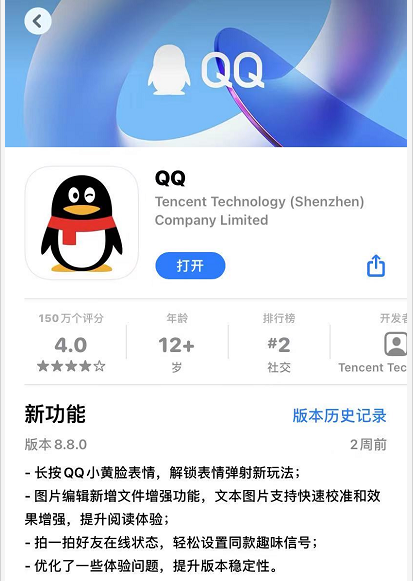 QQ
QQ
Tencent Technology (Shenzhen)
Company Limited
打开
150万个评分
年龄
排行榜
开发者
4.0
12+
#2
岁
社交
Tencent Tec
新功能
版本历史记录
版本 8.8.0
2周前
- 长按QQ小黄脸表情，解锁表情弹射新玩法；
- 图片编辑新增文件增强功能，文本图片支持快速校准和效
果增强，提升阅读体验；
- 拍一拍好友在线状态，轻松设置同款趣味信号；
- 优化了一些体验问题，提升版本稳定性。